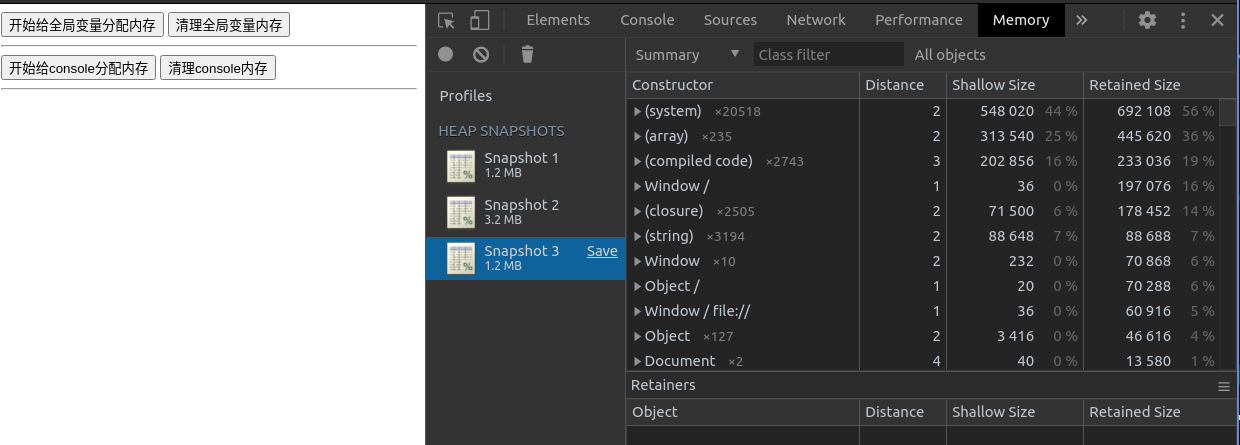 开始给全局变量分配内存 清理全局变量内存
开始给console分配内存 清理console内存
Elements Console Sources Network Performance Memory »
Summary ▼ Class filter All objects
Profiles
HEAP SNAPSHOTS
Snapshot 1
1.2 MB
Snapshot 2
3.2 MB
Snapshot 3 Save
1.2 MB
Constructor Distance Shallow Size Retained Size
(system) ×20518 2 548 020 44 % 692 108 56 %
(array) ×235 2 313 540 25 % 445 620 36 %
(compiled code) ×2743 3 202 856 16 % 233 036 19 %
Window / 1 36 0 % 197 076 16 %
(closure) ×2505 2 71 500 6 % 178 452 14 %
(string) ×3194 2 88 648 7 % 88 688 7 %
Window ×10 2 232 0 % 70 868 6 %
Object / 1 20 0 % 70 288 6 %
Window / file:// 1 36 0 % 60 916 5 %
Object ×127 2 3 416 0 % 46 616 4 %
Document ×2 4 40 0 % 13 580 1 %
Retainers
Object Distance Shallow Size Retained Size